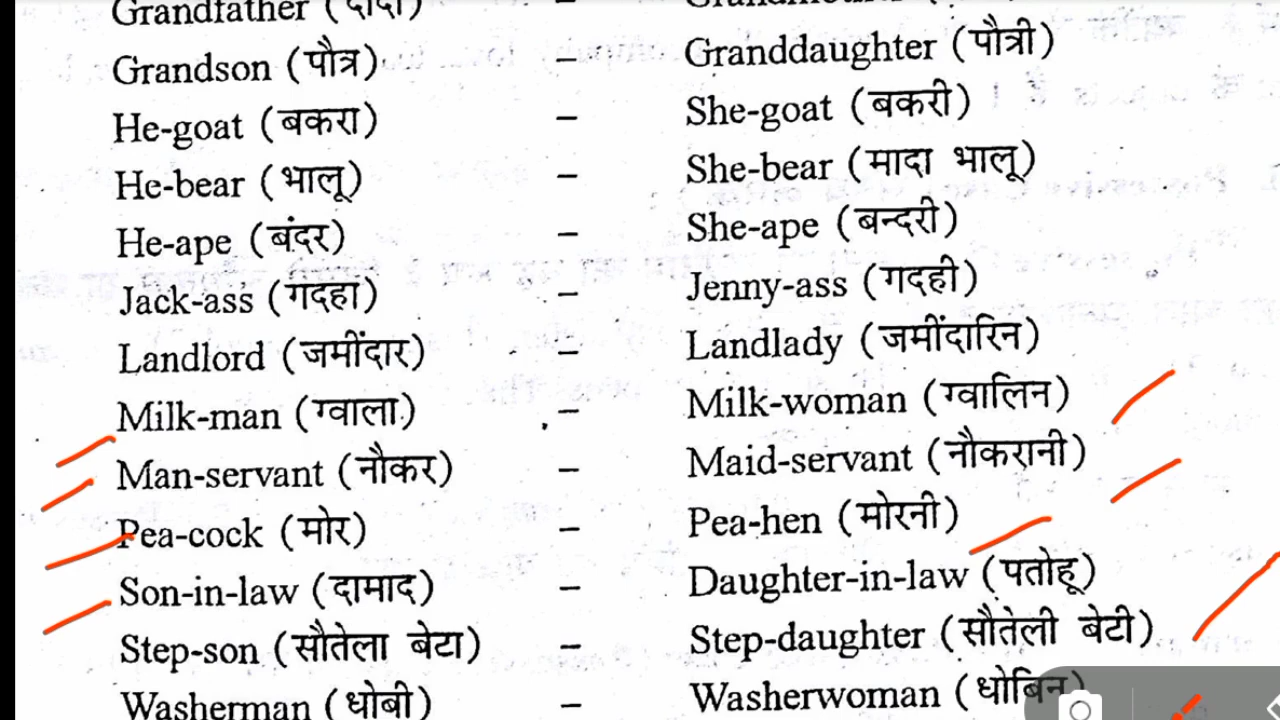 Grandfather (दादा) –
Grandson (पौत्र) – Granddaughter (पौत्री)
He-goat (बकरा) – She-goat (बकरी)
He-bear (भालू) – She-bear (मादा भालू)
He-ape (बंदर) – She-ape (बन्दरी)
Jack-ass (गदहा) – Jenny-ass (गदही)
Landlord (जमींदार) – Landlady (जमींदारिन)
Milk-man (ग्वाला) – Milk-woman (ग्वालिन)
Man-servant (नौकर) – Maid-servant (नौकरानी)
Pea-cock (मोर) – Pea-hen (मोरनी)
Son-in-law (दामाद) – Daughter-in-law (पतोहू)
Step-son (सौतेला बेटा) – Step-daughter (सौतेली बेटी)
Washerman (धोबी) – Washerwoman (धोबिन)